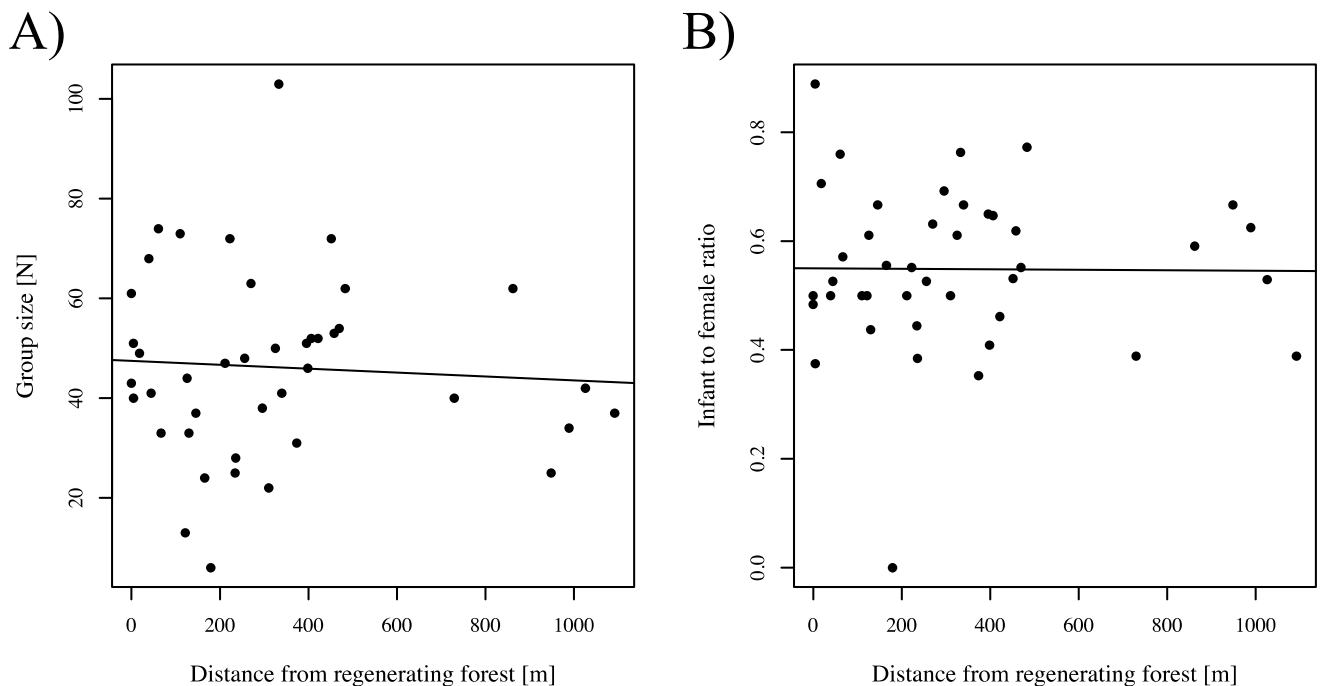 A)
Group size [N]
100
80
60
40
20
0 200 400 600 800 1000
Distance from regenerating forest [m]
B)
Infant to female ratio
0.8
0.6
0.4
0.2
0.0
0 200 400 600 800 1000
Distance from regenerating forest [m]